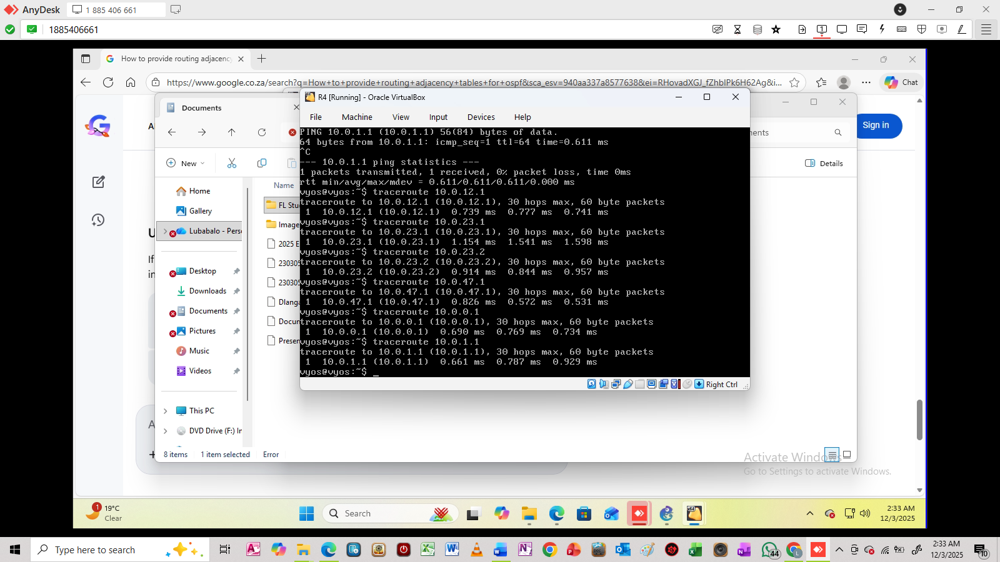 AnyDesk
1 885 406 661
1885406661
How to provide routing adjacency
https://www.google.co.za/search?q=How+to+provide+routing+adjacency+tables+for+ospf&sca_esv=940aa337a8577638&ei=RHovadXGJ_fZhbIPk6H62Ag&i...
Chat
Sign in
Documents
New
Details
Home
Gallery
Lubabalo - Pers
Desktop
Downloads
Documents
Pictures
Music
Videos
This PC
DVD Drive (F:) In
Name
FL Stu
Image
2025 E
23030
23030
Dlang
Docu
Prese
8 items
1 item selected
Error
R4 [Running] - Oracle VirtualBox
File
Machine
View
Input
Devices
Help
PING 10.0.1.1 (10.0.1.1) 56(84) bytes of data.
64 bytes from 10.0.1.1: icmp_seq=1 ttl=64 time=0.611 ms
^C
--- 10.0.1.1 ping statistics ---
1 packets transmitted, 1 received, 0% packet loss, time 0ms
rtt min/avg/max/mdev = 0.611/0.611/0.611/0.000 ms
vyos@vyos:~$ traceroute 10.0.12.1
traceroute to 10.0.12.1 (10.0.12.1), 30 hops max, 60 byte packets
1 10.0.12.1 (10.0.12.1) 0.739 ms 0.777 ms 0.741 ms
vyos@vyos:~$ traceroute 10.0.23.1
traceroute to 10.0.23.1 (10.0.23.1), 30 hops max, 60 byte packets
1 10.0.23.1 (10.0.23.1) 1.154 ms 1.541 ms 1.598 ms
vyos@vyos:~$ traceroute 10.0.23.2
traceroute to 10.0.23.2 (10.0.23.2), 30 hops max, 60 byte packets
1 10.0.23.2 (10.0.23.2) 0.914 ms 0.844 ms 0.957 ms
vyos@vyos:~$ traceroute 10.0.47.1
traceroute to 10.0.47.1 (10.0.47.1), 30 hops max, 60 byte packets
1 10.0.47.1 (10.0.47.1) 0.826 ms 0.572 ms 0.531 ms
vyos@vyos:~$ traceroute 10.0.0.1
traceroute to 10.0.0.1 (10.0.0.1), 30 hops max, 60 byte packets
1 10.0.0.1 (10.0.0.1) 0.690 ms 0.769 ms 0.734 ms
vyos@vyos:~$ traceroute 10.0.1.1
traceroute to 10.0.1.1 (10.0.1.1), 30 hops max, 60 byte packets
1 10.0.1.1 (10.0.1.1) 0.661 ms 0.787 ms 0.929 ms
vyos@vyos:~$ _
Right Ctrl
Activate Windows
Go to Settings to activate Windows.
1
19°C
Clear
Search
2:33 AM
12/3/2025
Type here to search
44
2:33 AM
12/3/2025
10